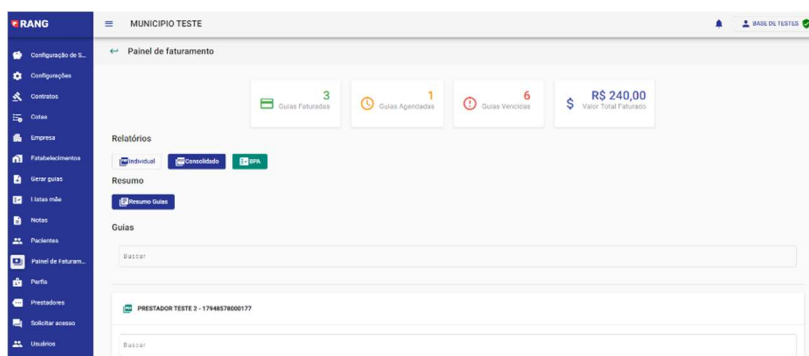 RANG
MUNICIPIO TESTE
BASE DE TESTES
Painel de faturamento
Configuração de S...
Configurações
Contratos
Cotas
Empresa
Estabelecimentos
Gerar guias
Listas mãe
Notas
Pacientes
Painel de Faturam...
Perfis
Prestadores
Solicitar acesso
Usuários
3
Guias Faturadas
1
Guias Agendadas
6
Guias Vencidas
R$ 240,00
Valor Total Faturado
Relatórios
Individual
Consolidado
BPA
Resumo
Resumo Guias
Guias
Buscar
PRESTADOR TESTE 2 - 17948578000177
Buscar